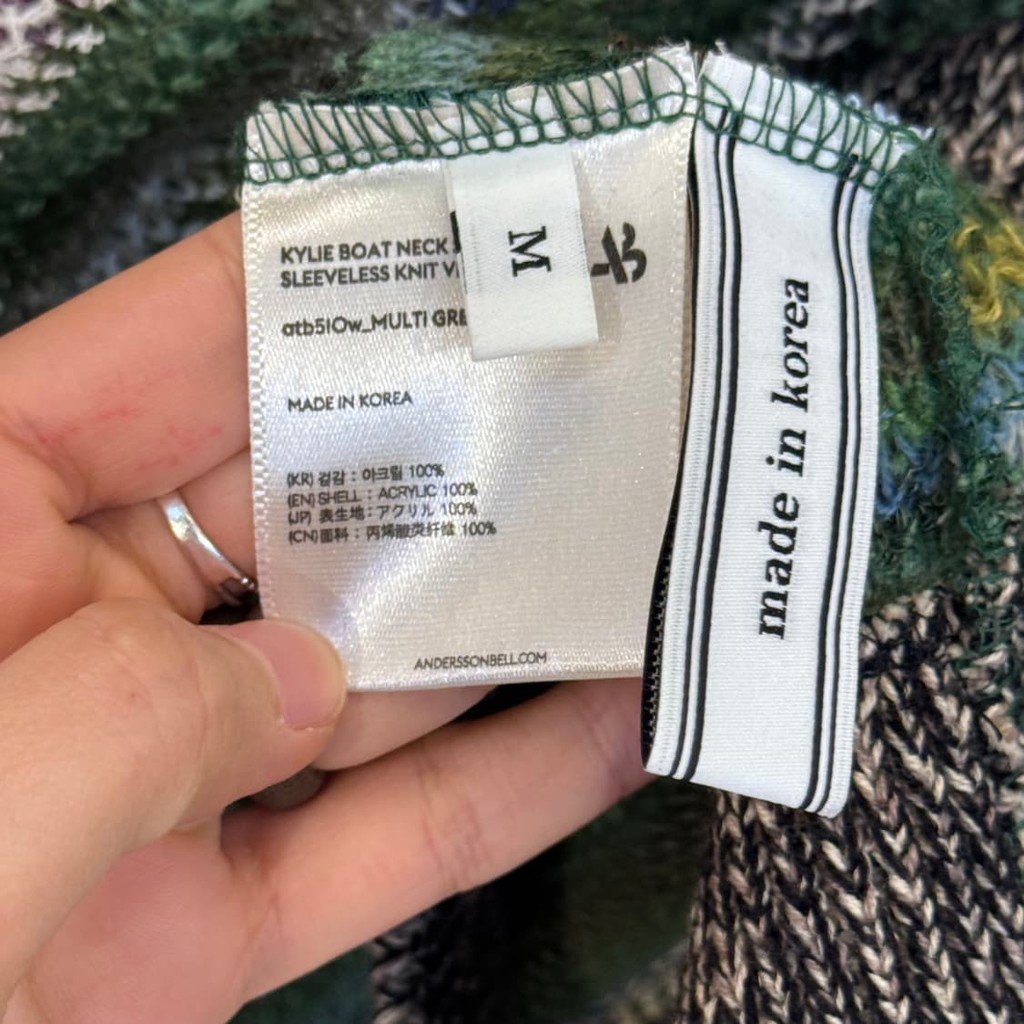 KYLIE BOAT NECK
SLEEVELESS KNIT
atb510w_MULTI
MADE IN KOREA
(KR) 겉감 : 아크릴 100%
(EN) SHELL : ACRYLIC 100%
(JP) 表生地 : アクリル 100%
(CN) 面料 : 丙烯酸类纤维 100%
ANDERSSONBELL.COM
M
made in korea